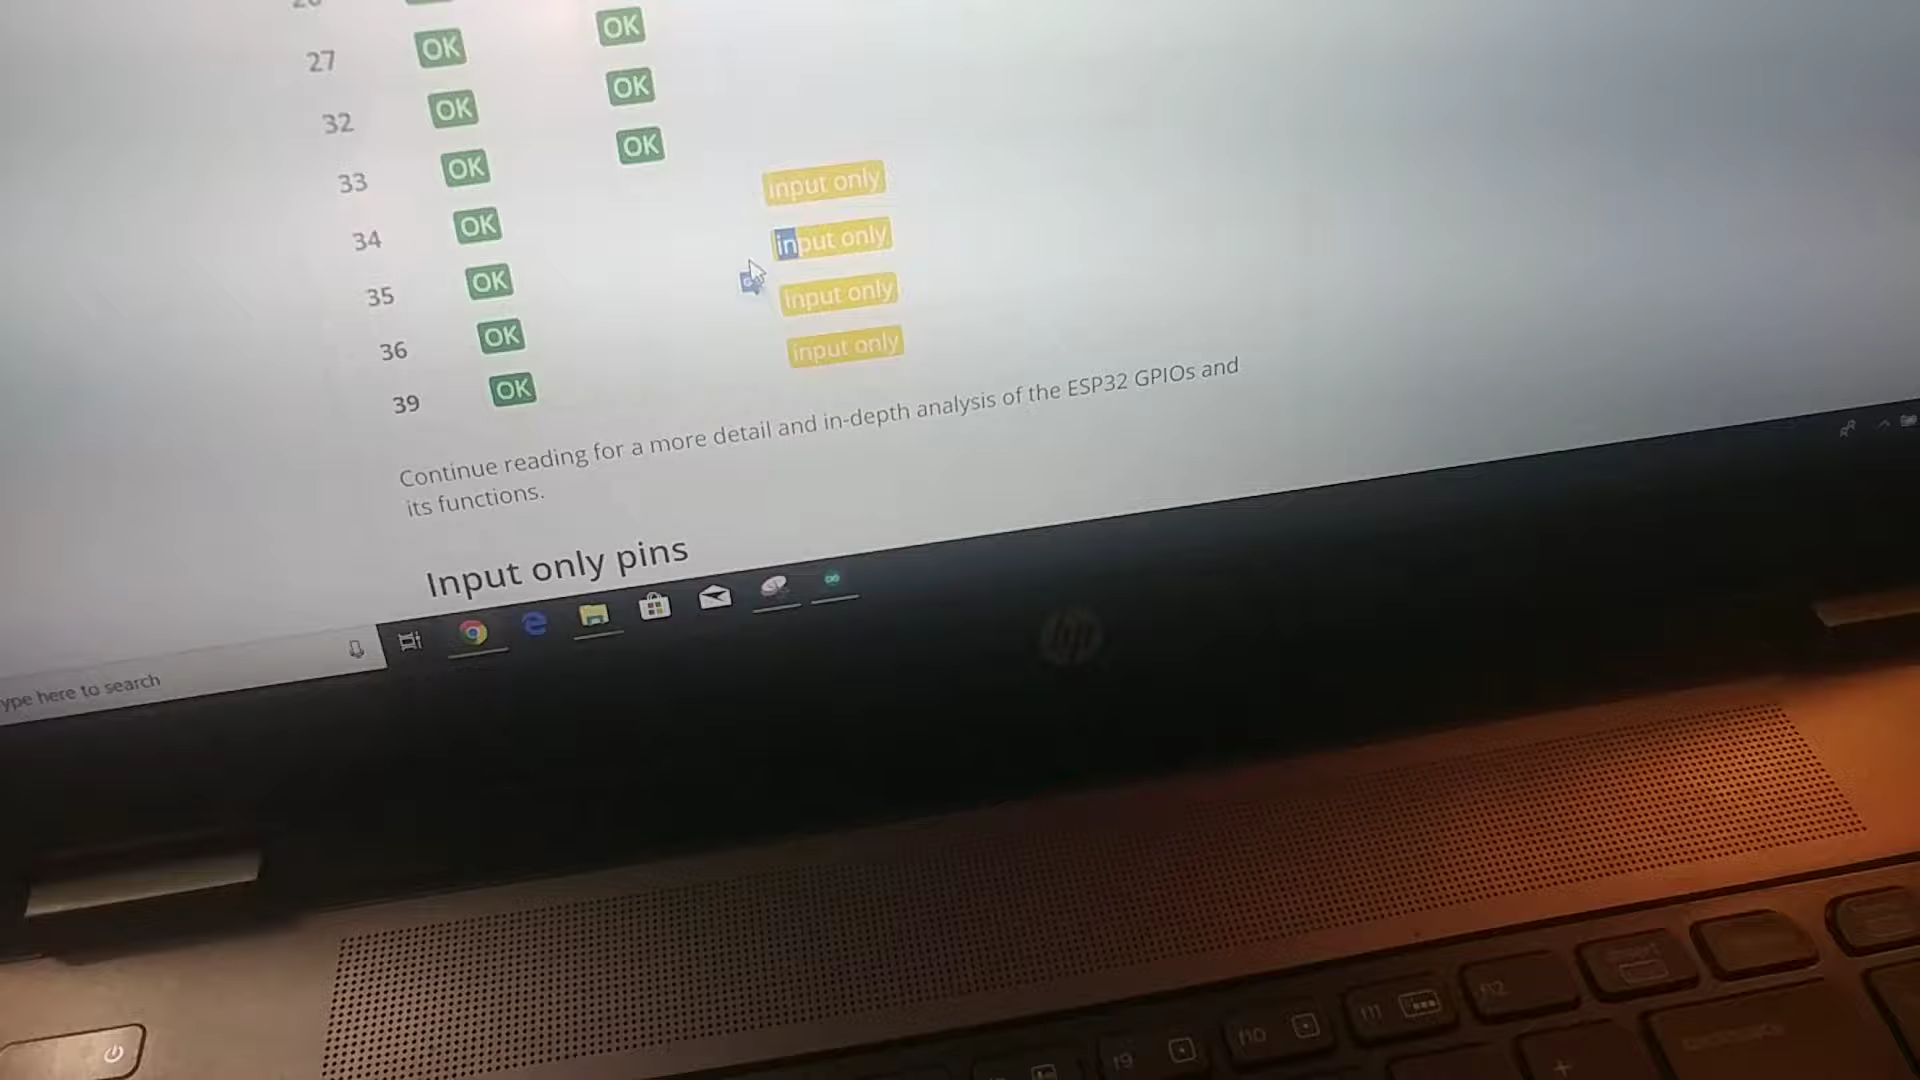 27 OK OK
32 OK OK
33 OK OK
34 OK input only
35 OK input only
36 OK input only
39 OK input only
Continue reading for a more detail and in-depth analysis of the ESP32 GPIOs and
its functions.
Input only pins
ype here to search
hp
f9 f10 f11 f12